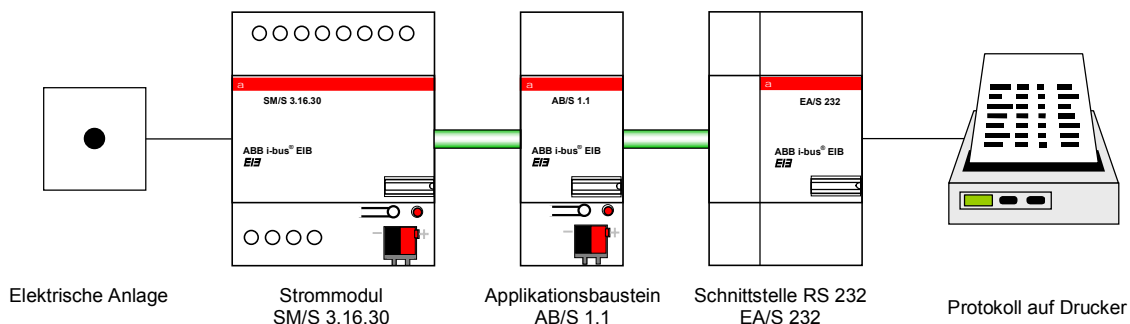 a
SM/S 3.16.30
ABB i-bus® EIB
EIB
- +
a
AB/S 1.1
ABB i-bus® EIB
EIB
- +
a
EA/S 232
ABB i-bus® EIB
EIB
Elektrische Anlage
Strommodul
SM/S 3.16.30
Applikationsbaustein
AB/S 1.1
Schnittstelle RS 232
EA/S 232
Protokoll auf Drucker